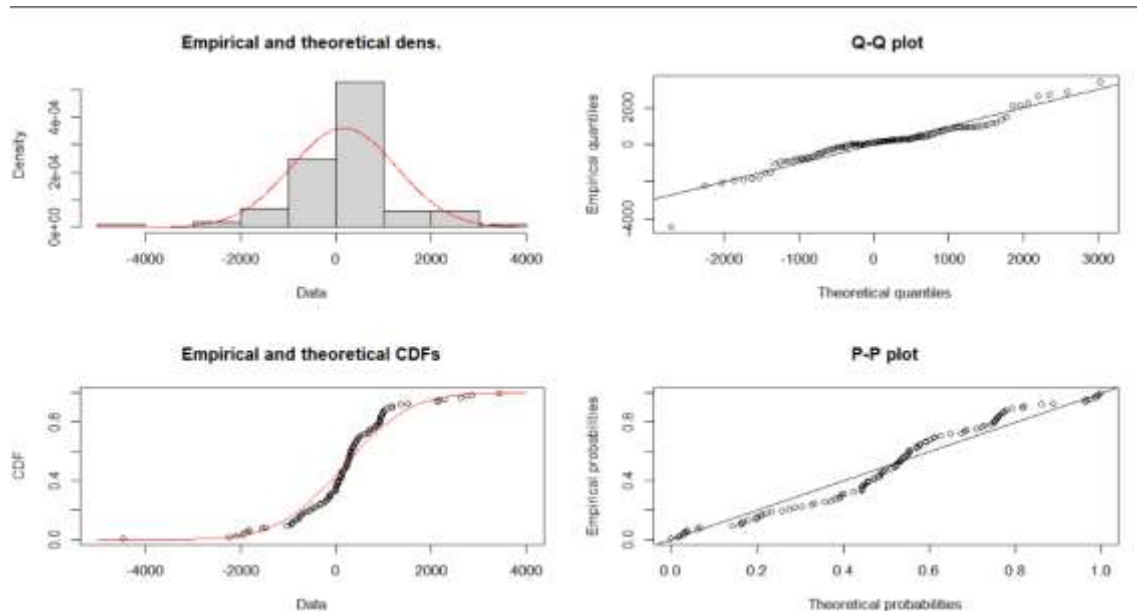 Empirical and theoretical dens.
Density
0e+00 2e-04 4e-04
-4000 -2000 0 2000 4000
Data
Q-Q plot
Empirical quantiles
-4000 0 2000
-2000 -1000 0 1000 2000 3000
Theoretical quantiles
Empirical and theoretical CDFs
CDF
0.0 0.4 0.8
-4000 -2000 0 2000 4000
Data
P-P plot
Empirical probabilities
0.0 0.4 0.8
0.0 0.2 0.4 0.6 0.8 1.0
Theoretical probabilities